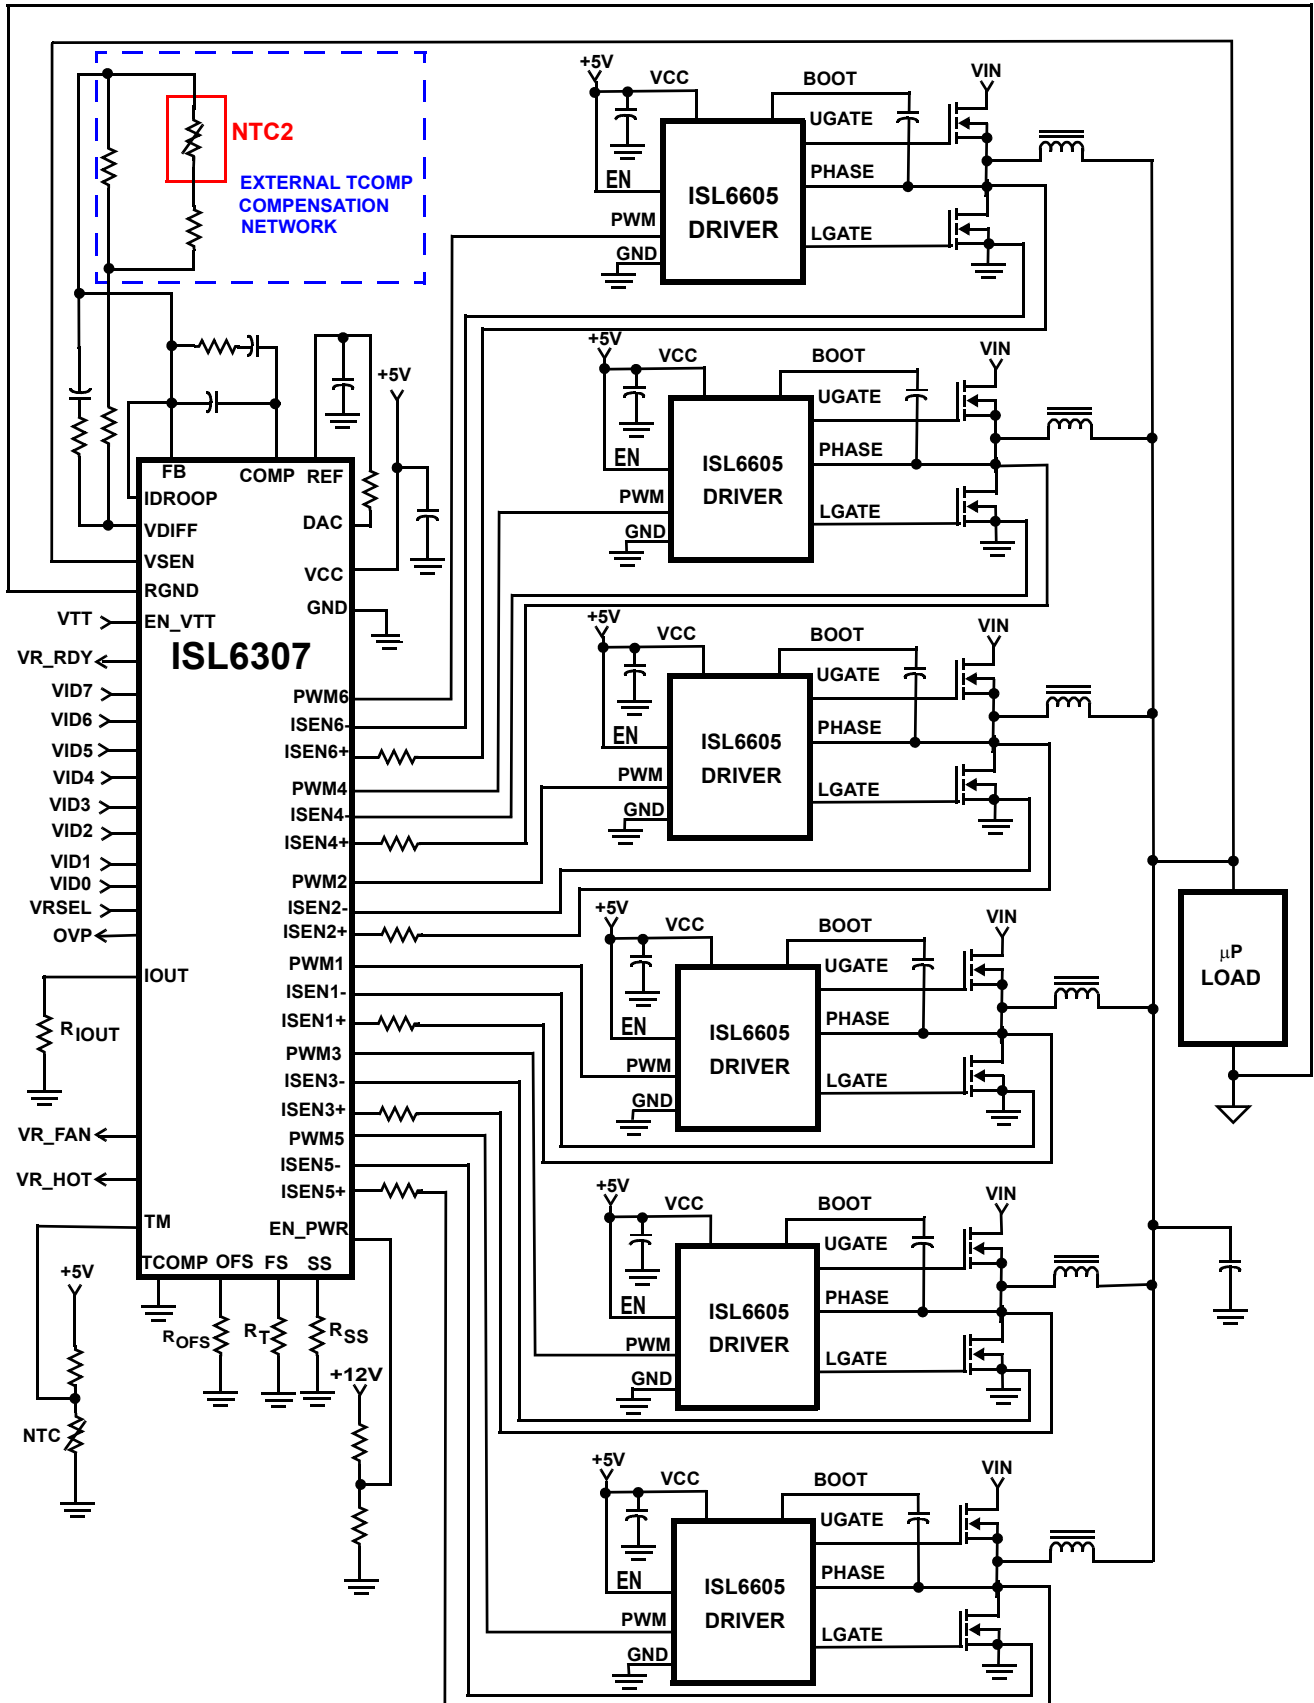 NTC2
EXTERNAL TCOMP
COMPENSATION
NETWORK
+5V
FB
COMP
REF
IDROOP
VDIFF
VSEN
RGND
EN_VTT
DAC
VCC
GND
ISL6307
VTT
VR_RDY
VID7
VID6
VID5
VID4
VID3
VID2
VID1
VID0
VRSEL
OVP
IOUT
RIOUT
VR_FAN
VR_HOT
TM
PWM6
ISEN6-
ISEN6+
PWM4
ISEN4-
ISEN4+
PWM2
ISEN2-
ISEN2+
PWM1
ISEN1-
ISEN1+
PWM3
ISEN3-
ISEN3+
PWM5
ISEN5-
ISEN5+
EN_PWR
TCOMP
OFS
FS
SS
+5V
NTC
ROFS
RT
RSS
+12V
+5V
VCC
BOOT
VIN
UGATE
EN
PHASE
ISL6605
DRIVER
PWM
LGATE
GND
+5V
VCC
BOOT
VIN
UGATE
EN
PHASE
ISL6605
DRIVER
PWM
LGATE
GND
+5V
VCC
BOOT
VIN
UGATE
EN
PHASE
ISL6605
DRIVER
PWM
LGATE
GND
+5V
VCC
BOOT
VIN
UGATE
EN
PHASE
ISL6605
DRIVER
PWM
LGATE
GND
+5V
VCC
BOOT
VIN
UGATE
EN
PHASE
ISL6605
DRIVER
PWM
LGATE
GND
+5V
VCC
BOOT
VIN
UGATE
EN
PHASE
ISL6605
DRIVER
PWM
LGATE
GND
µP
LOAD